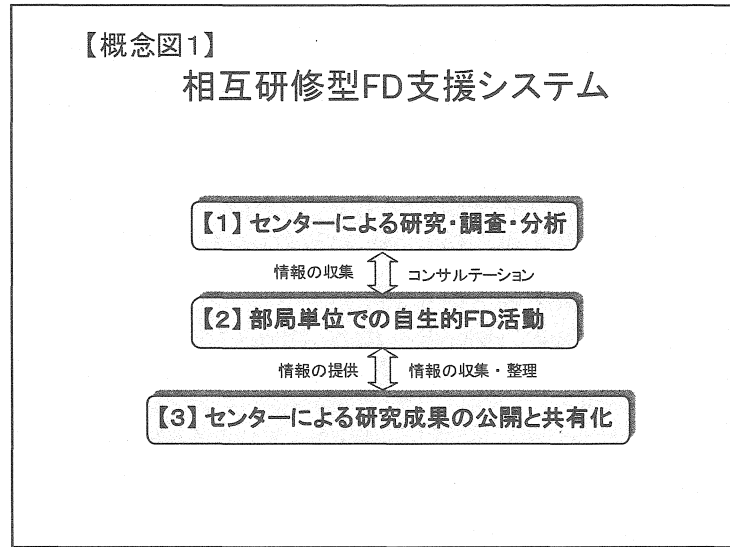 【概念図1】
相互研修型FD支援システム
【1】センターによる研究・調査・分析
情報の収集 コンサルテーション
【2】部局単位での自生的FD活動
情報の提供 情報の収集・整理
【3】センターによる研究成果の公開と共有化